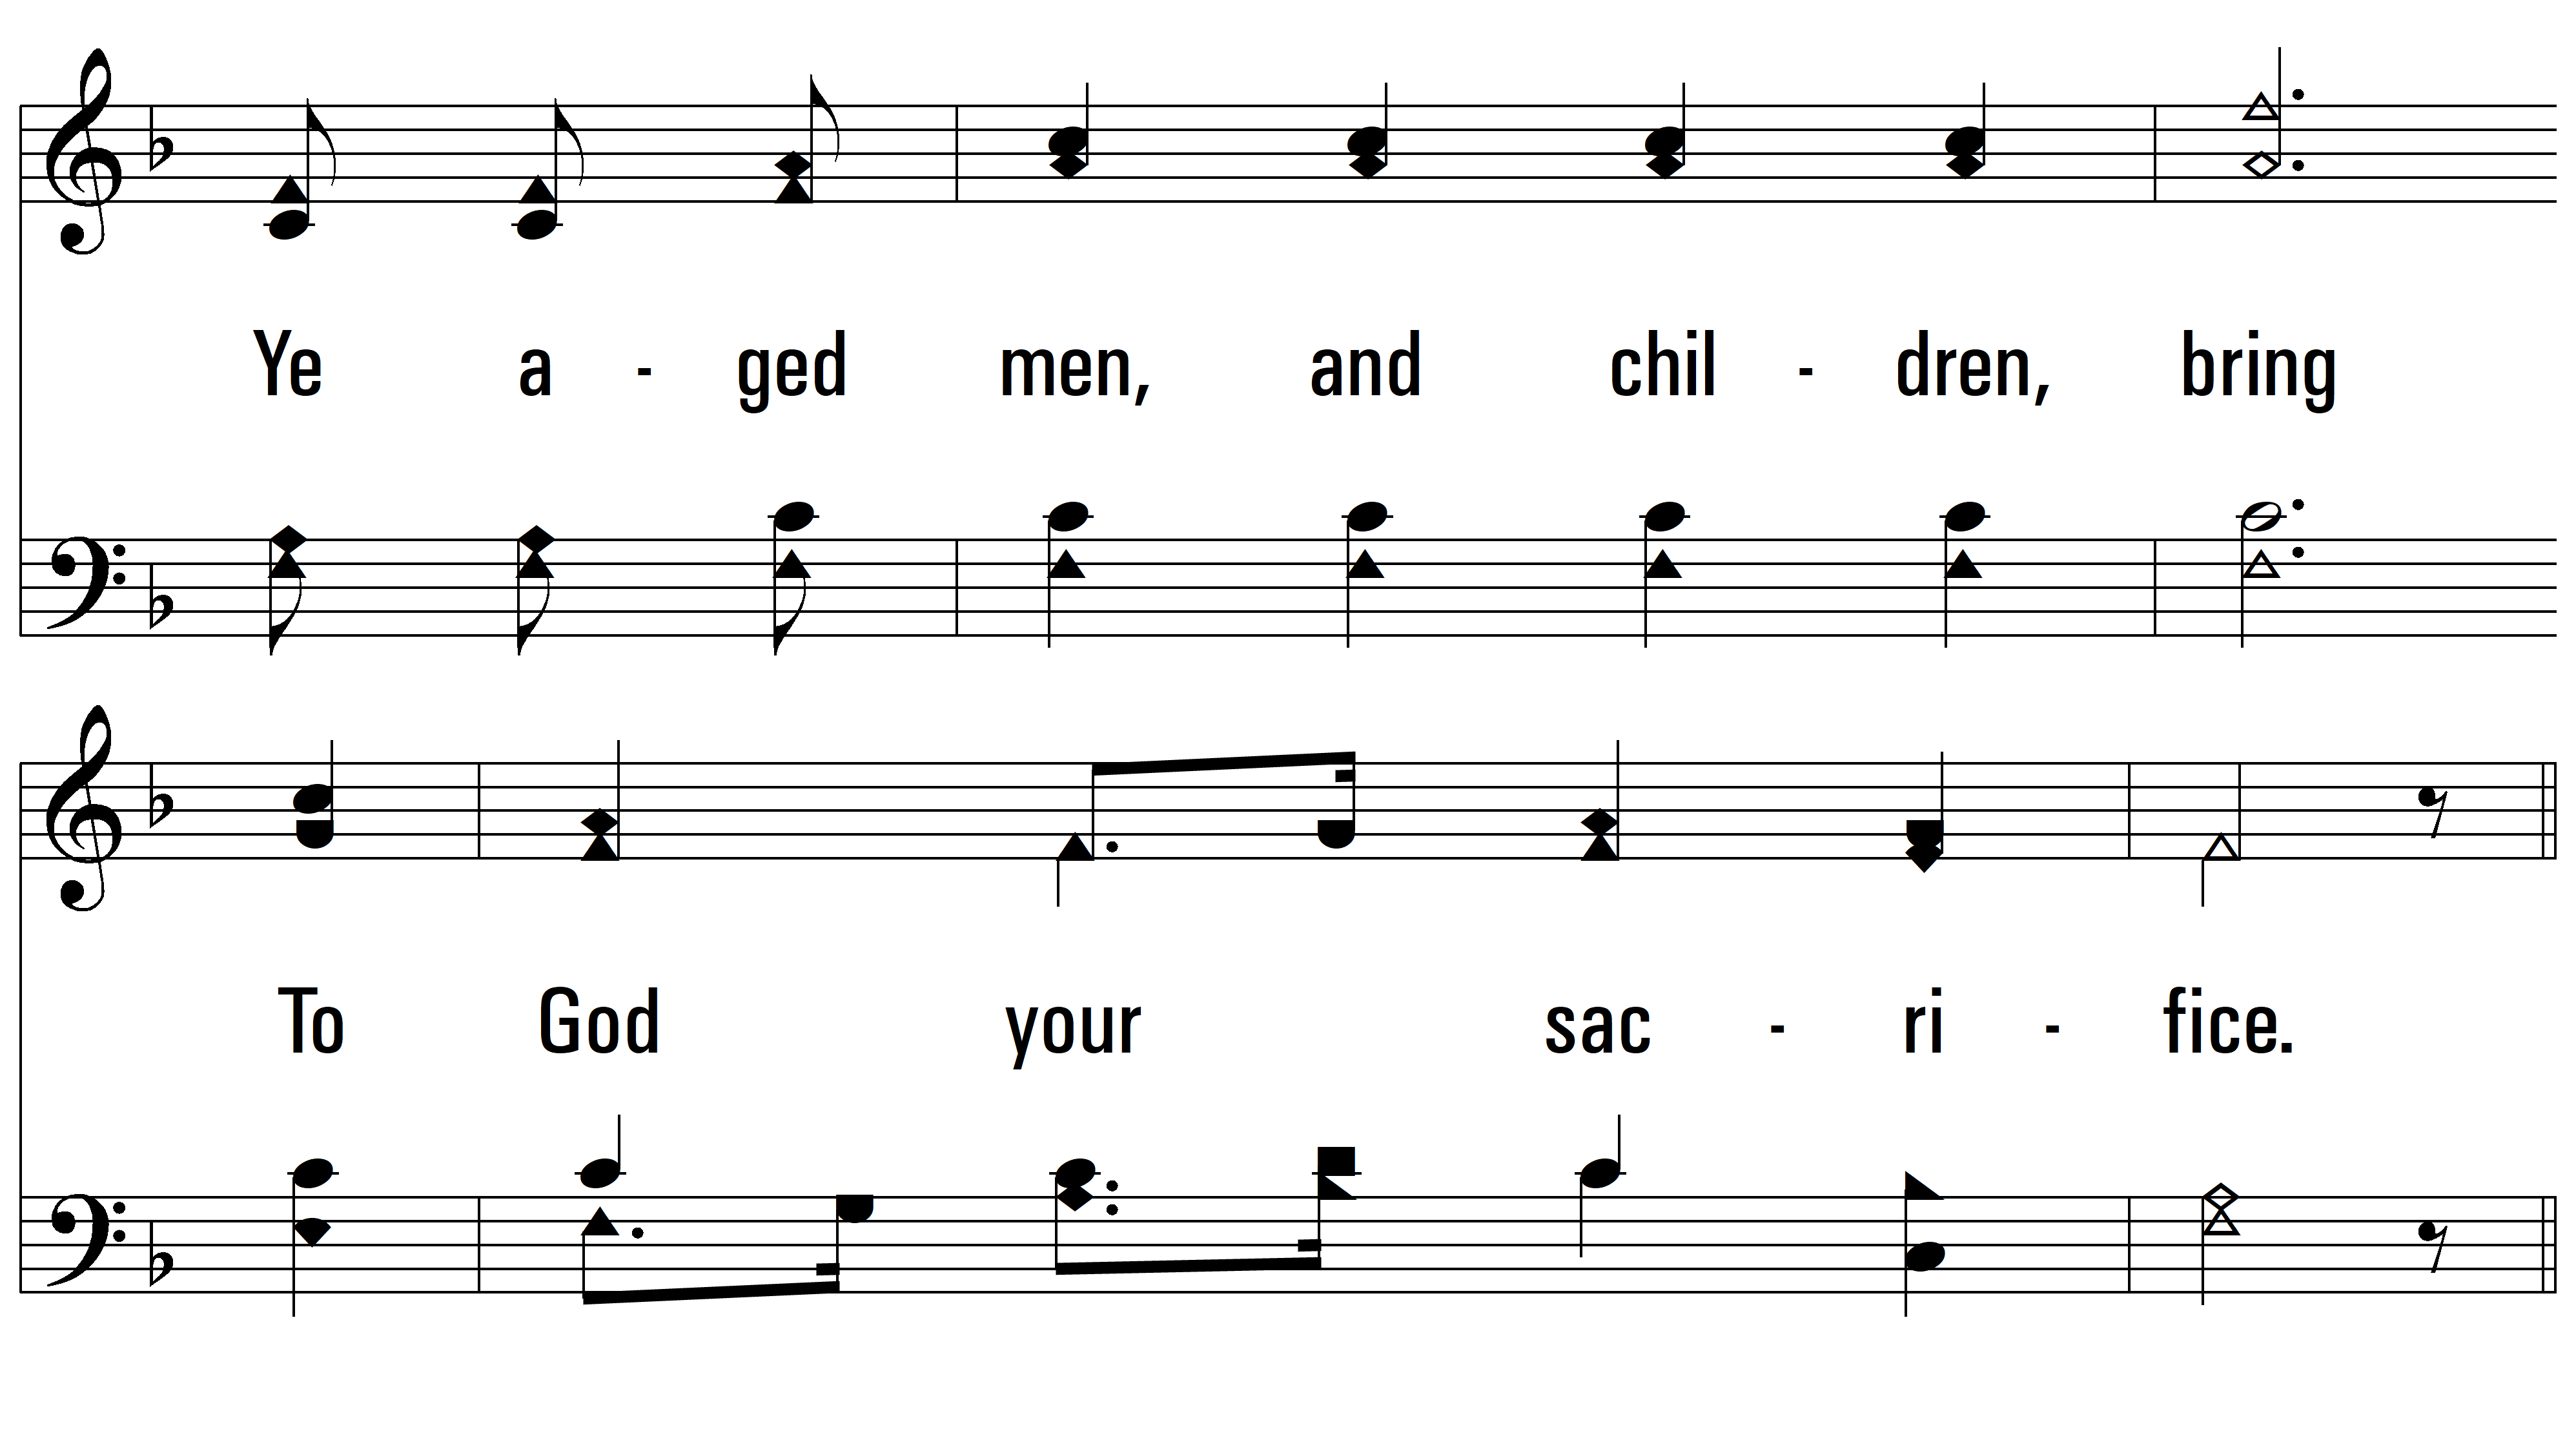 Ye a - ged men, and chil - dren, bring
To God your sac - ri - fice.